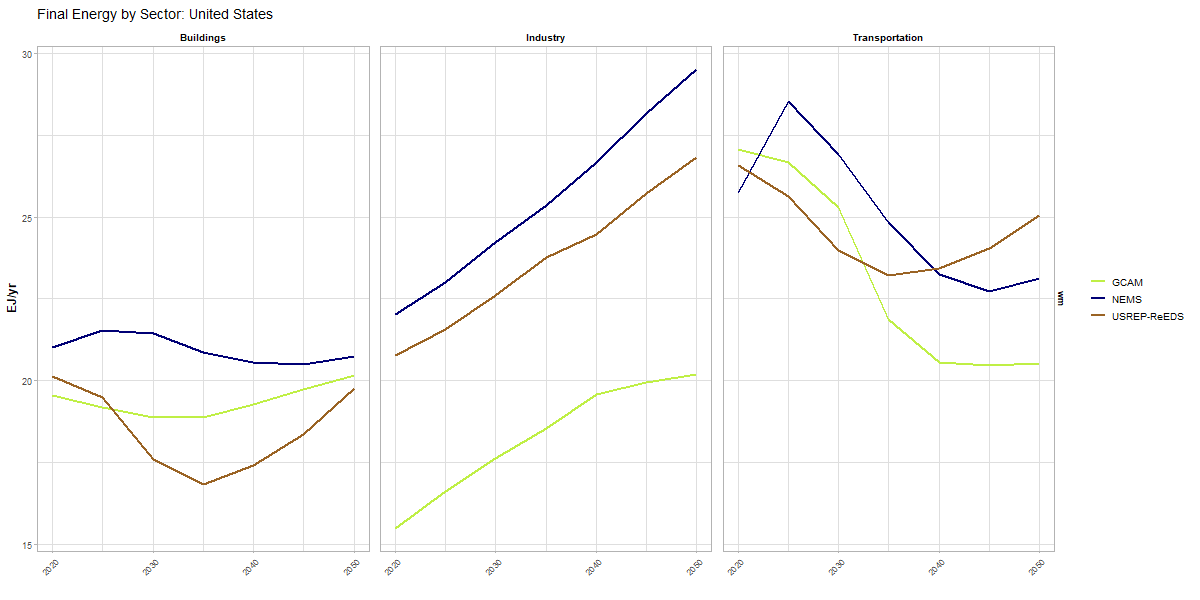 Final Energy by Sector: United States
Buildings
Industry
Transportation
EJ/yr
30
25
20
15
2020
2030
2040
2050
2020
2030
2040
2050
2020
2030
2040
2050
wm
GCAM
NEMS
USREP-ReEDS